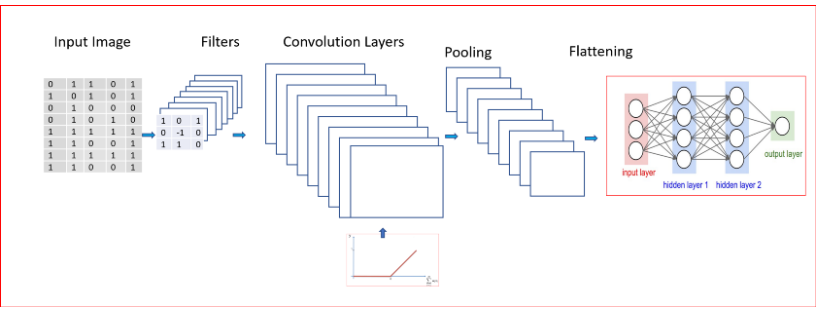 Input Image
Filters
Convolution Layers
Pooling
Flattening
0 1 1 0 1
1 0 1 0 1
0 1 0 0 0
0 1 0 1 0
1 1 1 1 1
1 1 0 0 1
1 1 1 1 1
1 1 0 0 1
1 0 1
0 -1 0
1 1 0
input layer
hidden layer 1
hidden layer 2
output layer